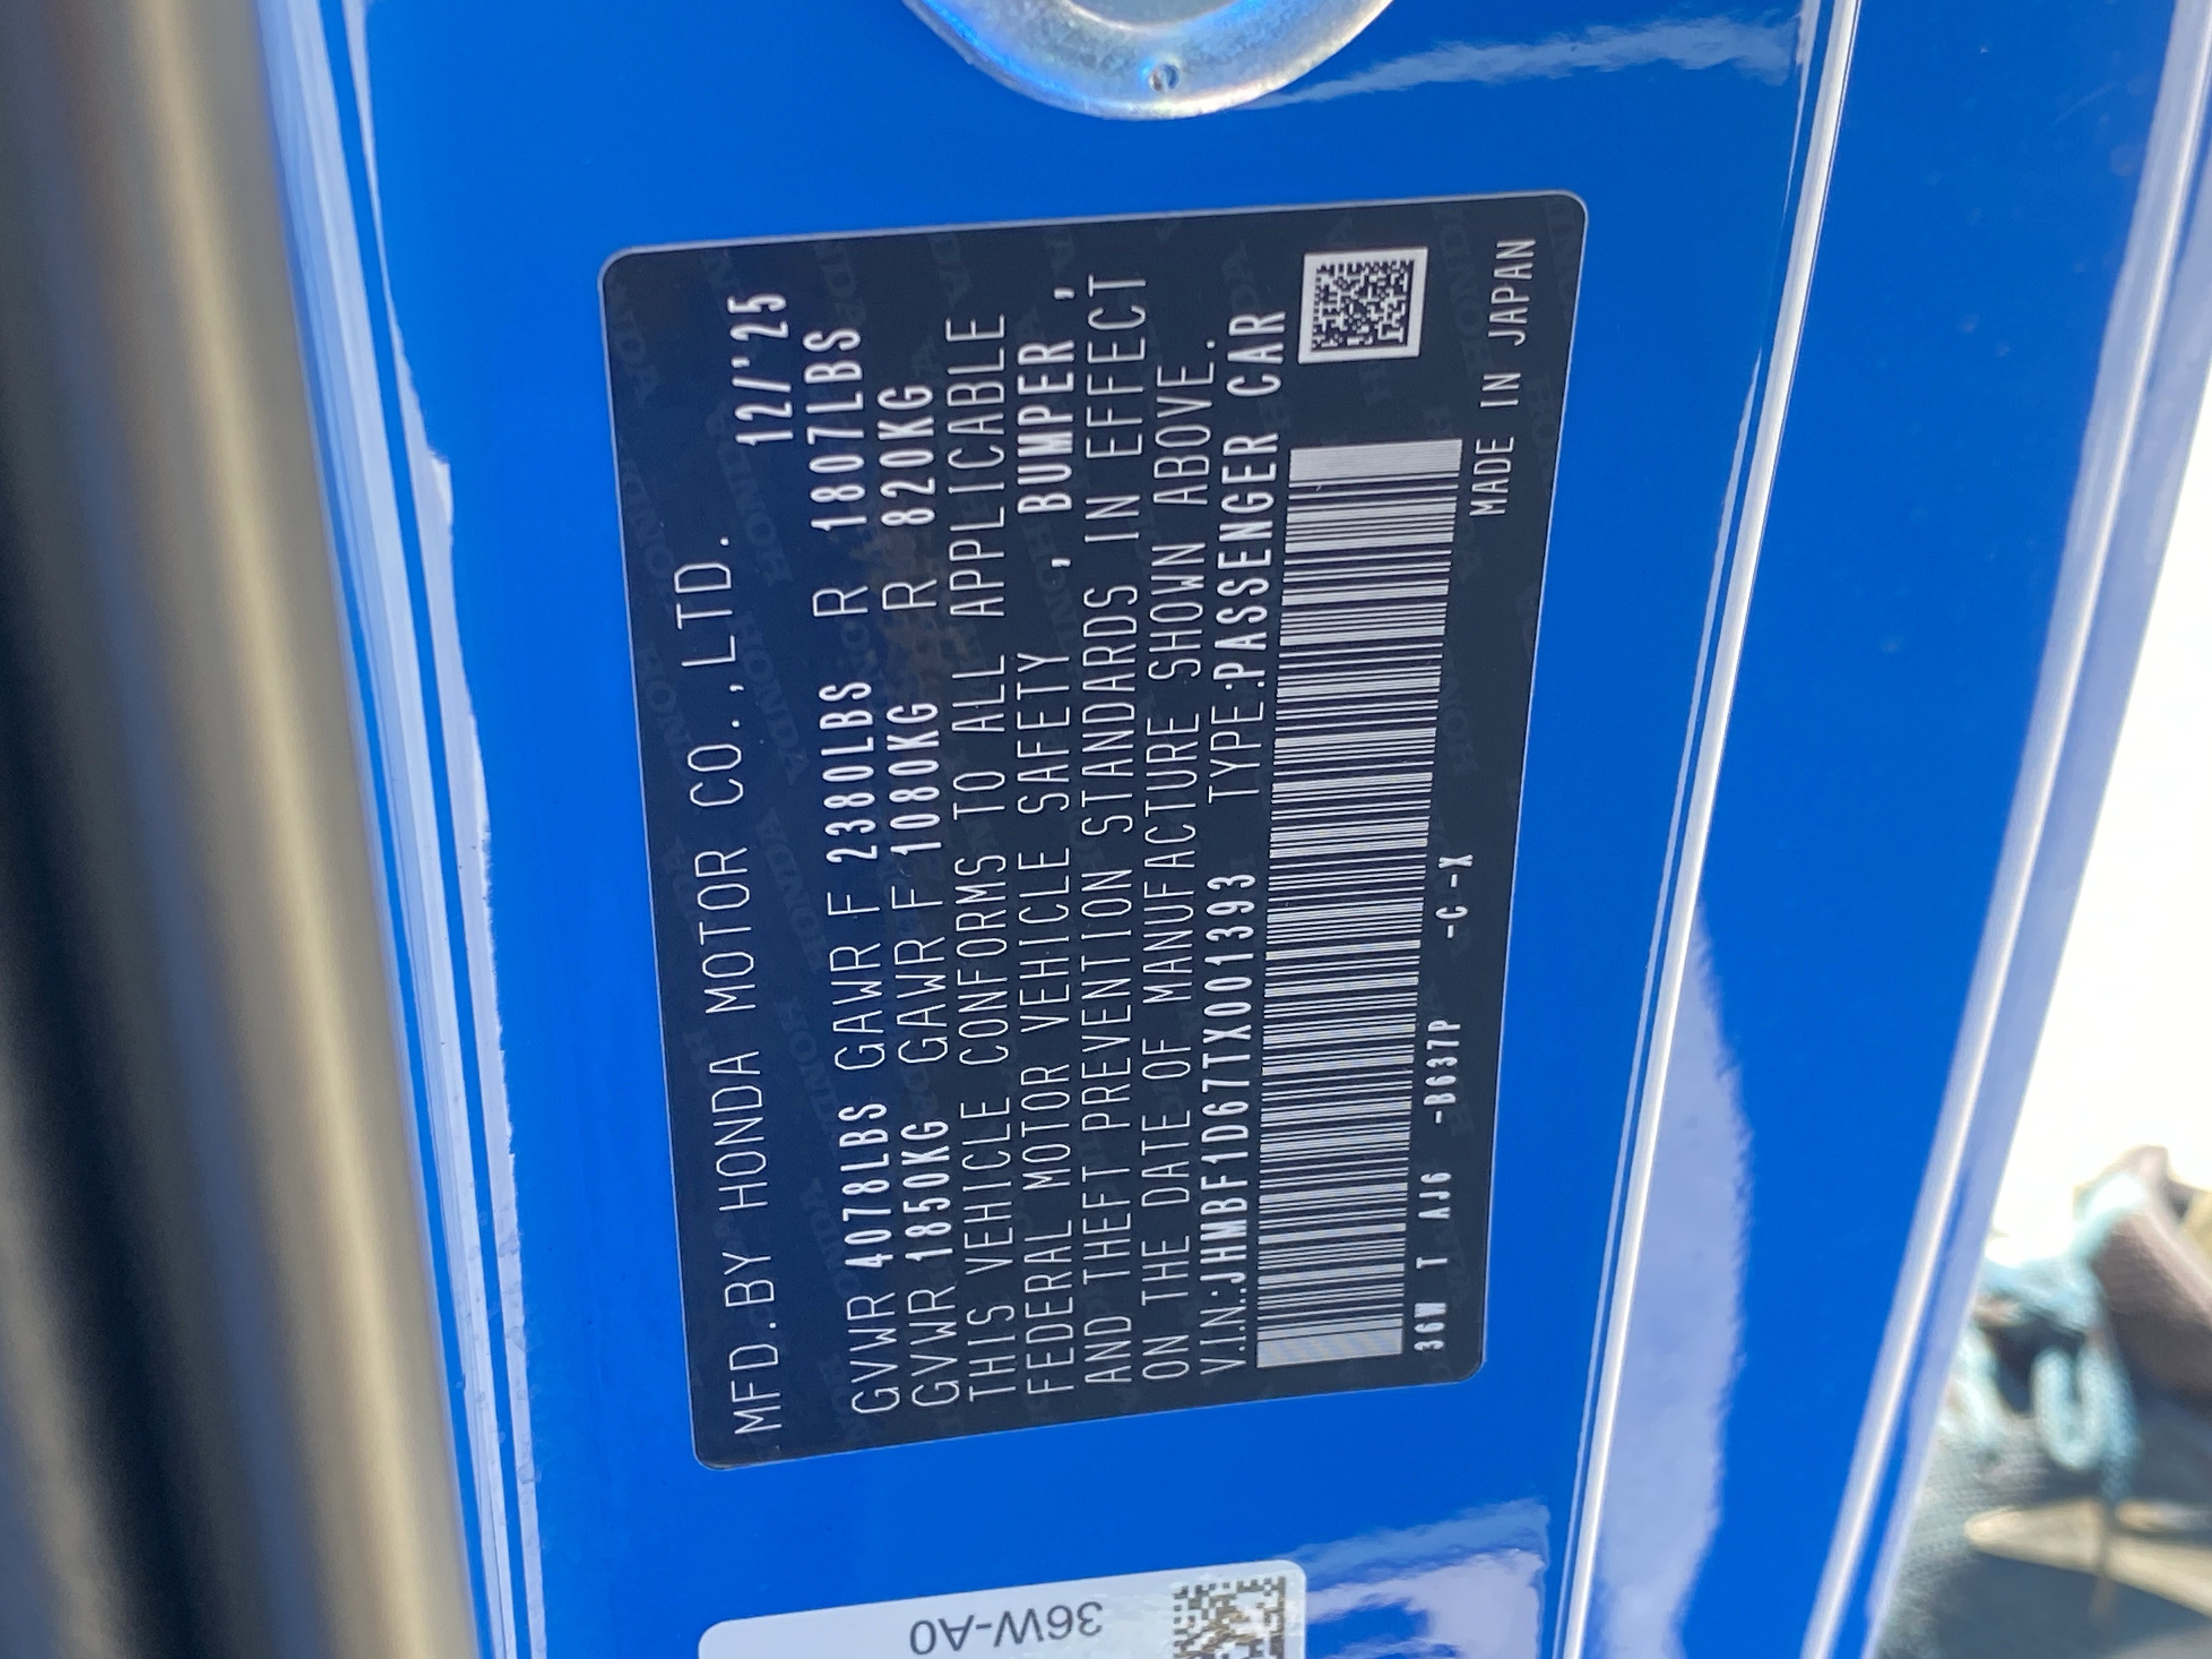 MFD.BY HONDA MOTOR CO.,LTD. 12/'25
GVWR 4078LBS GAWR F 2380LBS R 1807LBS
GVWR 1850KG GAWR F 1080KG R 820KG
THIS VEHICLE CONFORMS TO ALL APPLICABLE
FEDERAL MOTOR VEHICLE SAFETY , BUMPER ,
AND THEFT PREVENTION STANDARDS IN EFFECT
ON THE DATE OF MANUFACTURE SHOWN ABOVE.
V.I.N.:JHMBF1D67TX001393 TYPE:PASSENGER CAR
36W T AJ6 -B637P -C -X
MADE IN JAPAN
36W-A0